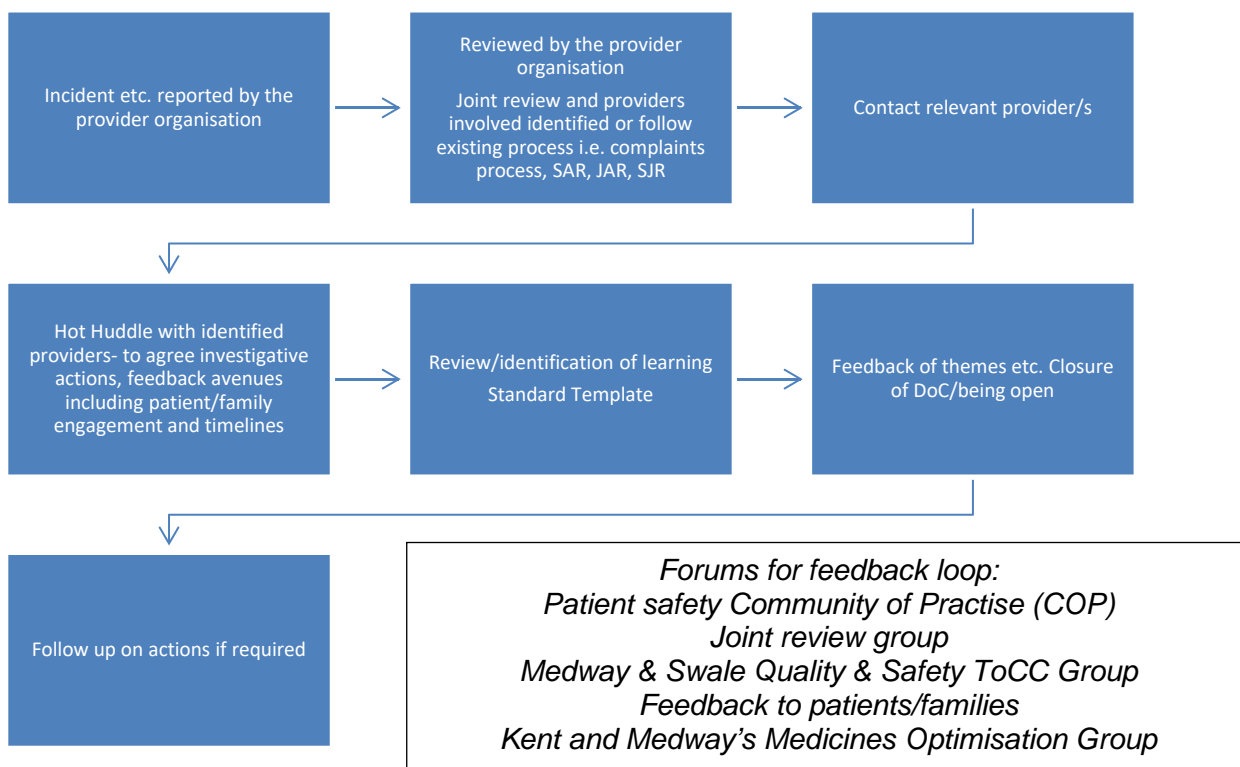 Incident etc. reported by the
provider organisation
Reviewed by the provider
organisation
Joint review and providers
involved identified or follow
existing process i.e. complaints
process, SAR, JAR, SJR
Contact relevant provider/s
Hot Huddle with identified
providers- to agree investigative
actions, feedback avenues
including patient/family
engagement and timelines
Review/identification of learning
Standard Template
Feedback of themes etc. Closure
of DoC/being open
Follow up on actions if required
Forums for feedback loop:
Patient safety Community of Practise (COP)
Joint review group
Medway & Swale Quality & Safety ToCC Group
Feedback to patients/families
Kent and Medway's Medicines Optimisation Group